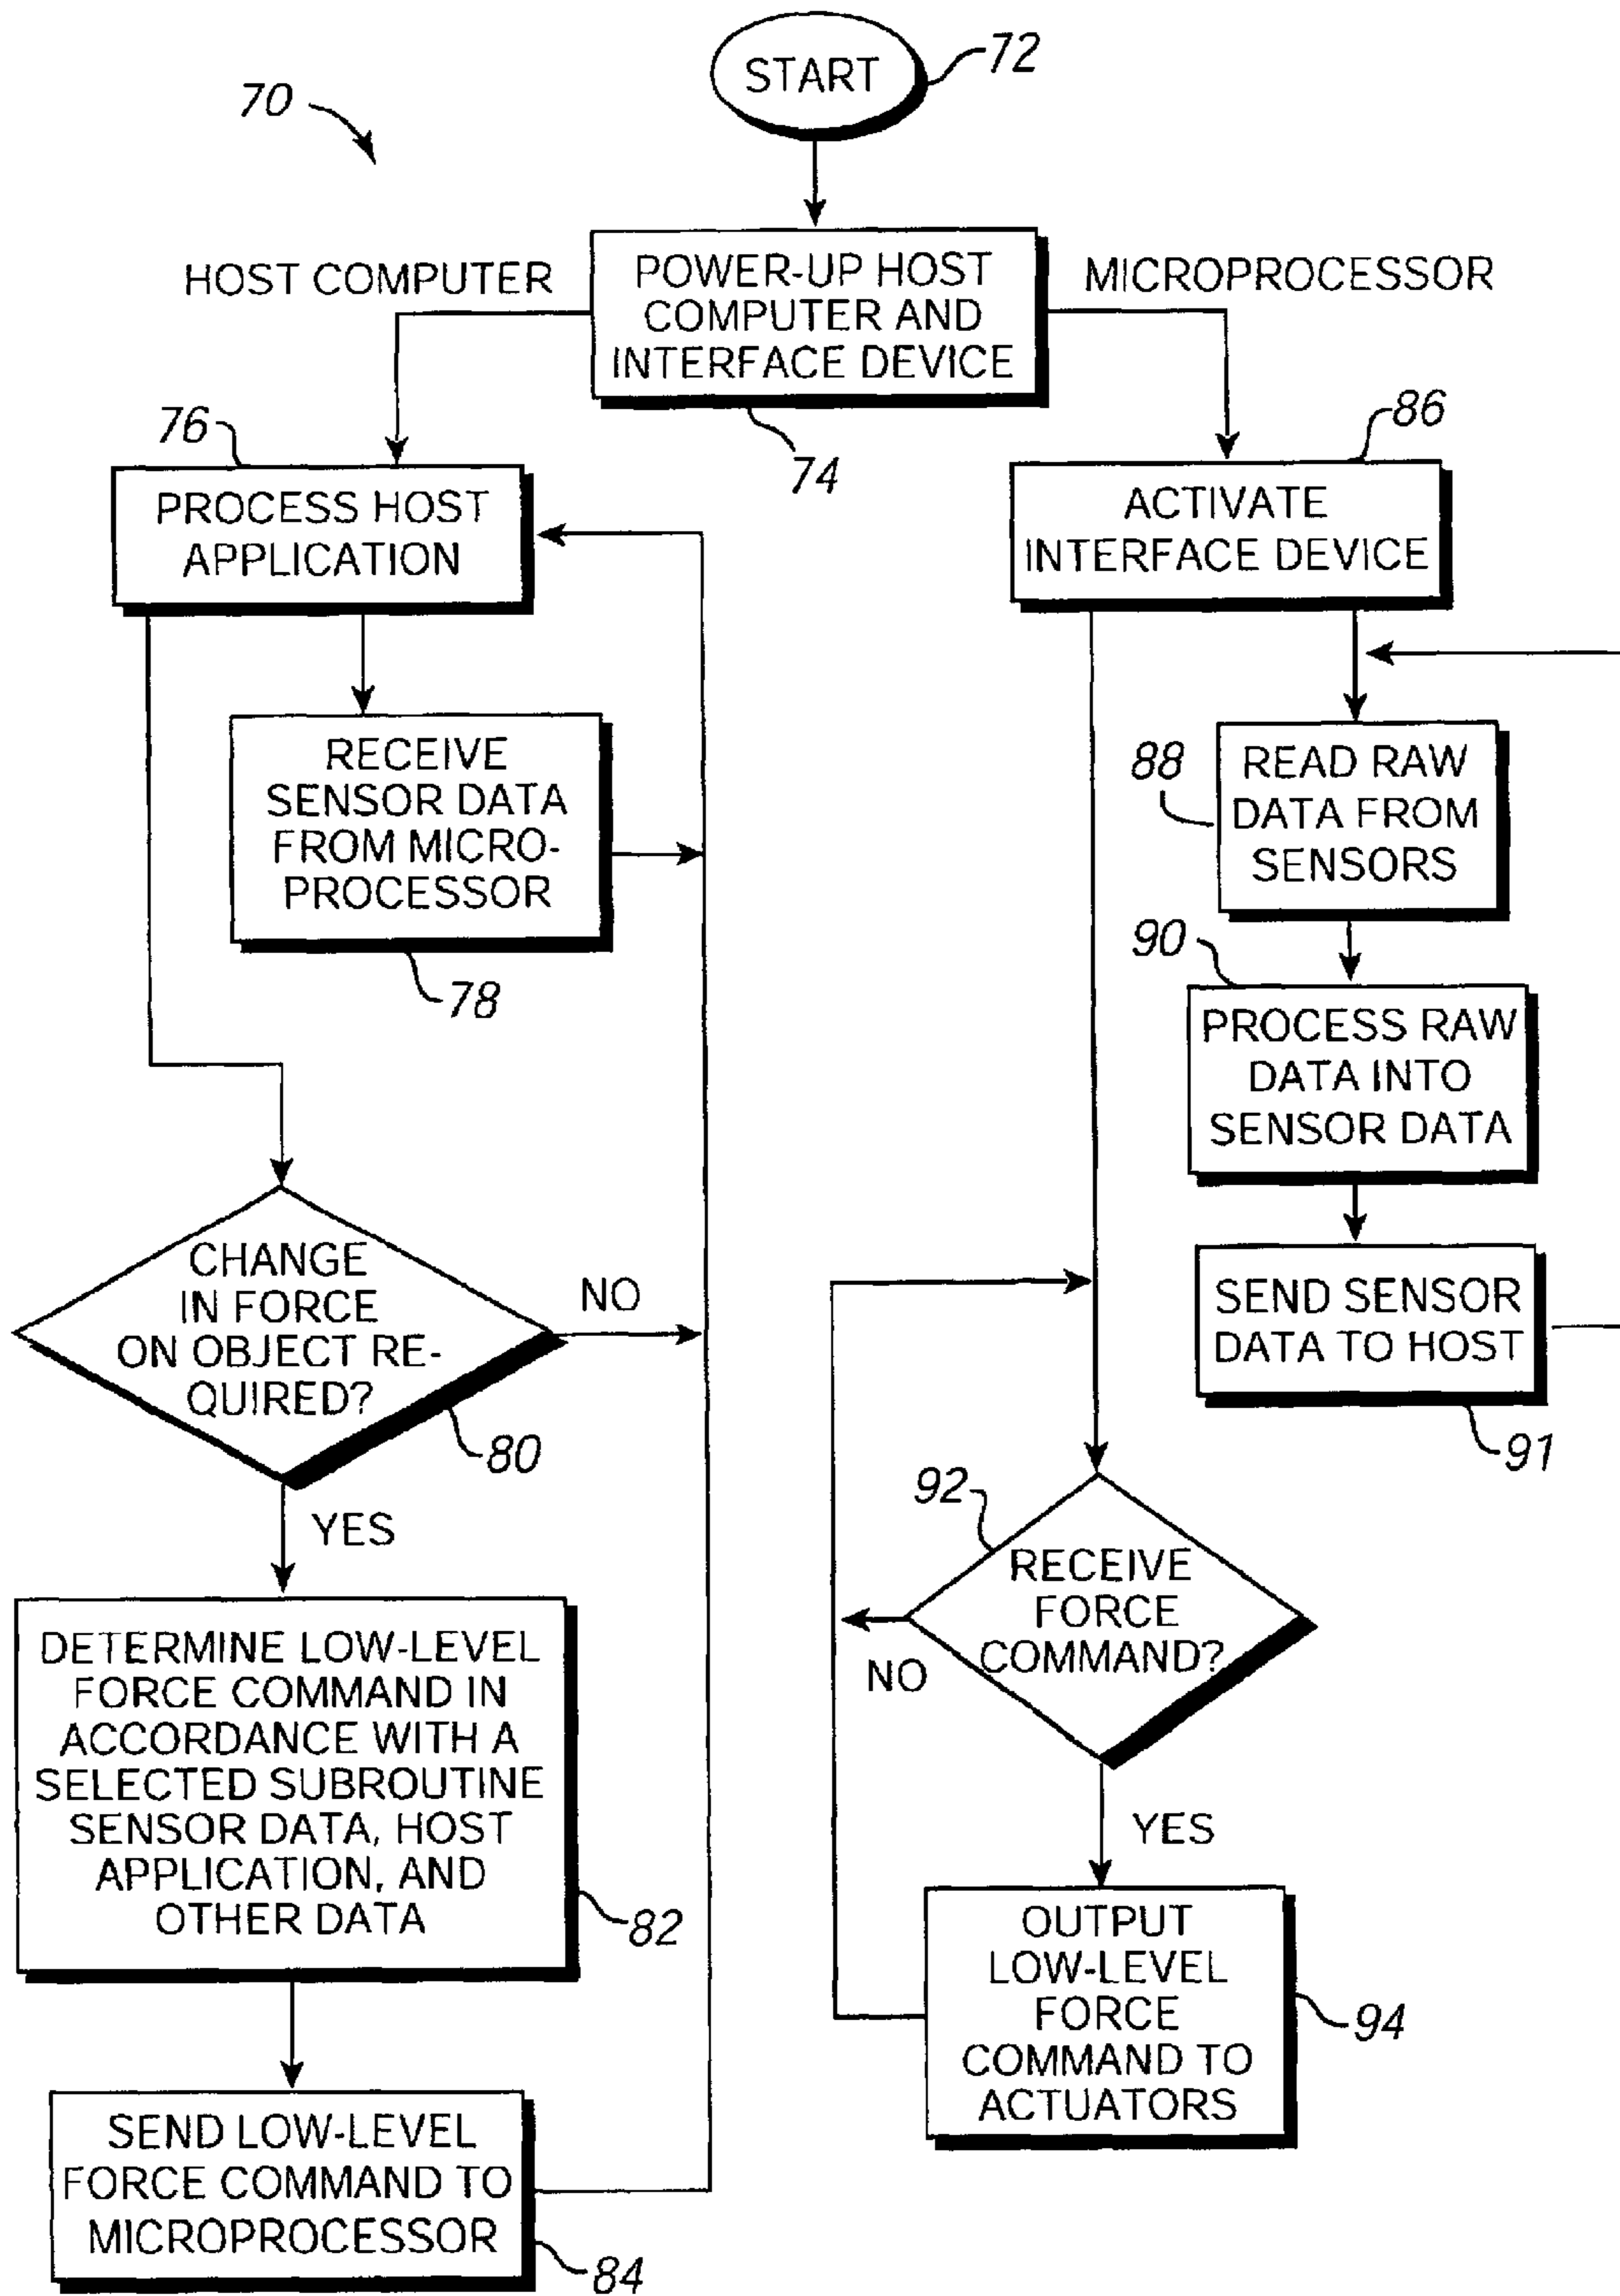 START
72
70
HOST COMPUTER
POWER-UP HOST
COMPUTER AND
INTERFACE DEVICE
MICROPROCESSOR
74
76
PROCESS HOST
APPLICATION
86
ACTIVATE
INTERFACE DEVICE
RECEIVE
SENSOR DATA
FROM MICRO-
PROCESSOR
78
88
READ RAW
DATA FROM
SENSORS
90
PROCESS RAW
DATA INTO
SENSOR DATA
CHANGE
IN FORCE
ON OBJECT RE-
QUIRED?
NO
80
YES
SEND SENSOR
DATA TO HOST
91
92
RECEIVE
FORCE
COMMAND?
NO
YES
DETERMINE LOW-LEVEL
FORCE COMMAND IN
ACCORDANCE WITH A
SELECTED SUBROUTINE
SENSOR DATA, HOST
APPLICATION, AND
OTHER DATA
82
OUTPUT
LOW-LEVEL
FORCE
COMMAND TO
ACTUATORS
94
SEND LOW-LEVEL
FORCE COMMAND TO
MICROPROCESSOR
84